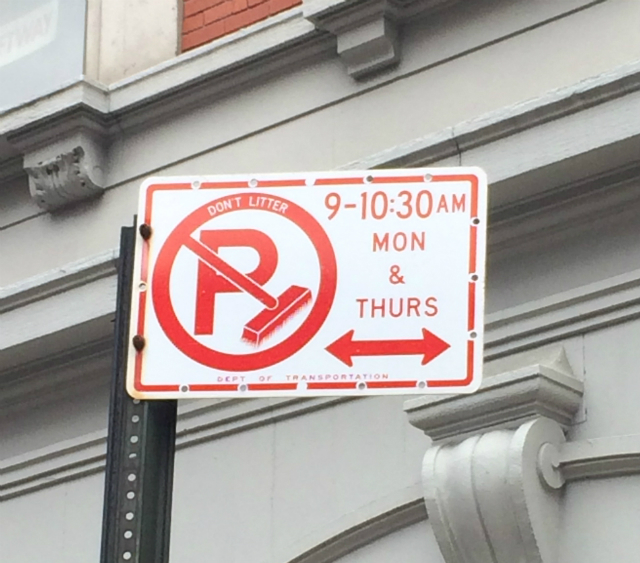 DON'T LITTER
P
9-10:30AM
MON
&
THURS
DEPT OF TRANSPORTATION